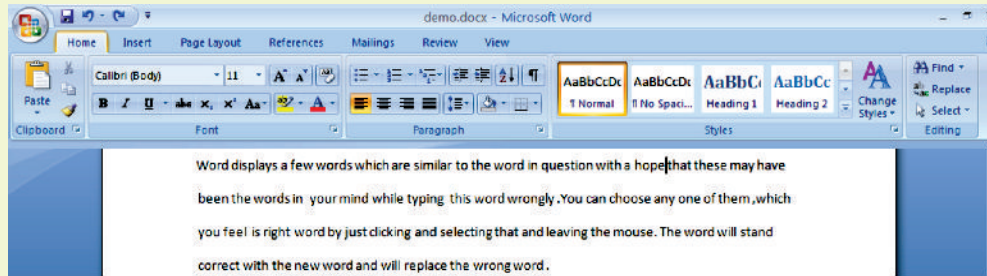 demo.docx - Microsoft Word
Home Insert Page Layout References Mailings Review View
Paste
Calibri (Body) 11 A A
B I U abc x, x' Aa A
AaBbCcDc AaBbCcDc AaBbC AaBbCc
¶ Normal ¶ No Spaci... Heading 1 Heading 2
Change Styles
Find
Replace
Select
Clipboard Font Paragraph Styles Editing
Word displays a few words which are similar to the word in question with a hope that these may have
been the words in your mind while typing this word wrongly .You can choose any one of them ,which
you feel is right word by just clicking and selecting that and leaving the mouse. The word will stand
correct with the new word and will replace the wrong word .